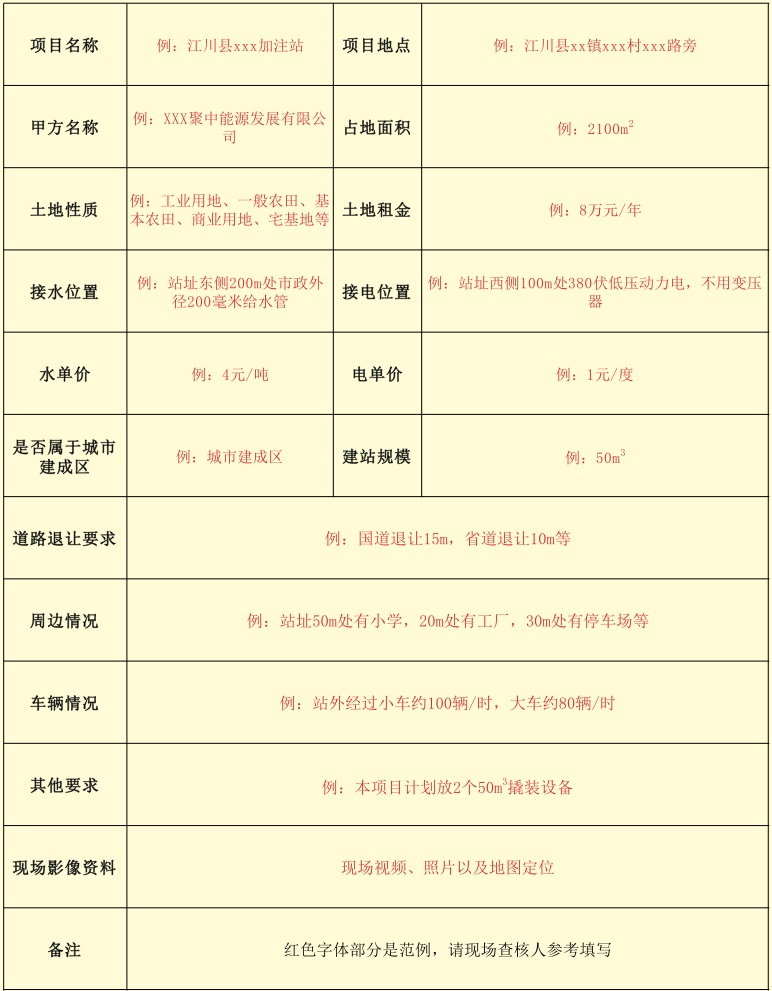 项目名称
例：江川县xxx加注站
项目地点
例：江川县xx镇xxx村xxx路旁
甲方名称
例：XXX聚中能源发展有限公
司
占地面积
例：2100m²
土地性质
例：工业用地、一般农田、基
本农田、商业用地、宅基地等
土地租金
例：8万元/年
接水位置
例：站址东侧200m处市政外
径200毫米给水管
接电位置
例：站址西侧100m处380伏低压动力电，不用变压
器
水单价
例：4元/吨
电单价
例：1元/度
是否属于城市
建成区
例：城市建成区
建站规模
例：50m³
道路退让要求
例：国道退让15m，省道退让10m等
周边情况
例：站址50m处有小学，20m处有工厂，30m处有停车场等
车辆情况
例：站外经过小车约100辆/时，大车约80辆/时
其他要求
例：本项目计划放2个50m³撬装设备
现场影像资料
现场视频、照片以及地图定位
备注
红色字体部分是范例，请现场查核人参考填写